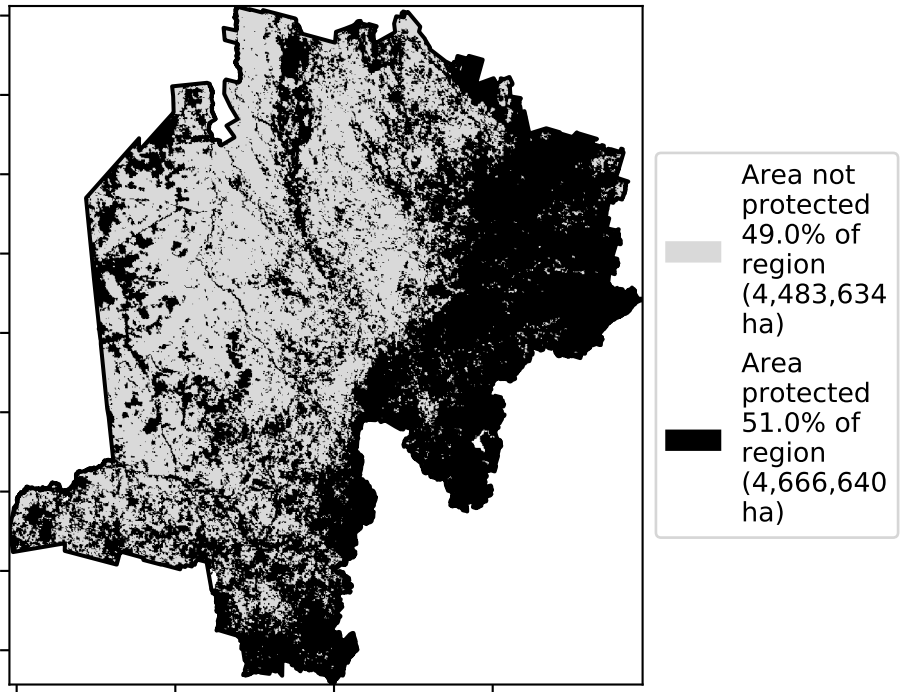 Area not
protected
49.0% of
region
(4,483,634
ha)
Area
protected
51.0% of
region
(4,666,640
ha)